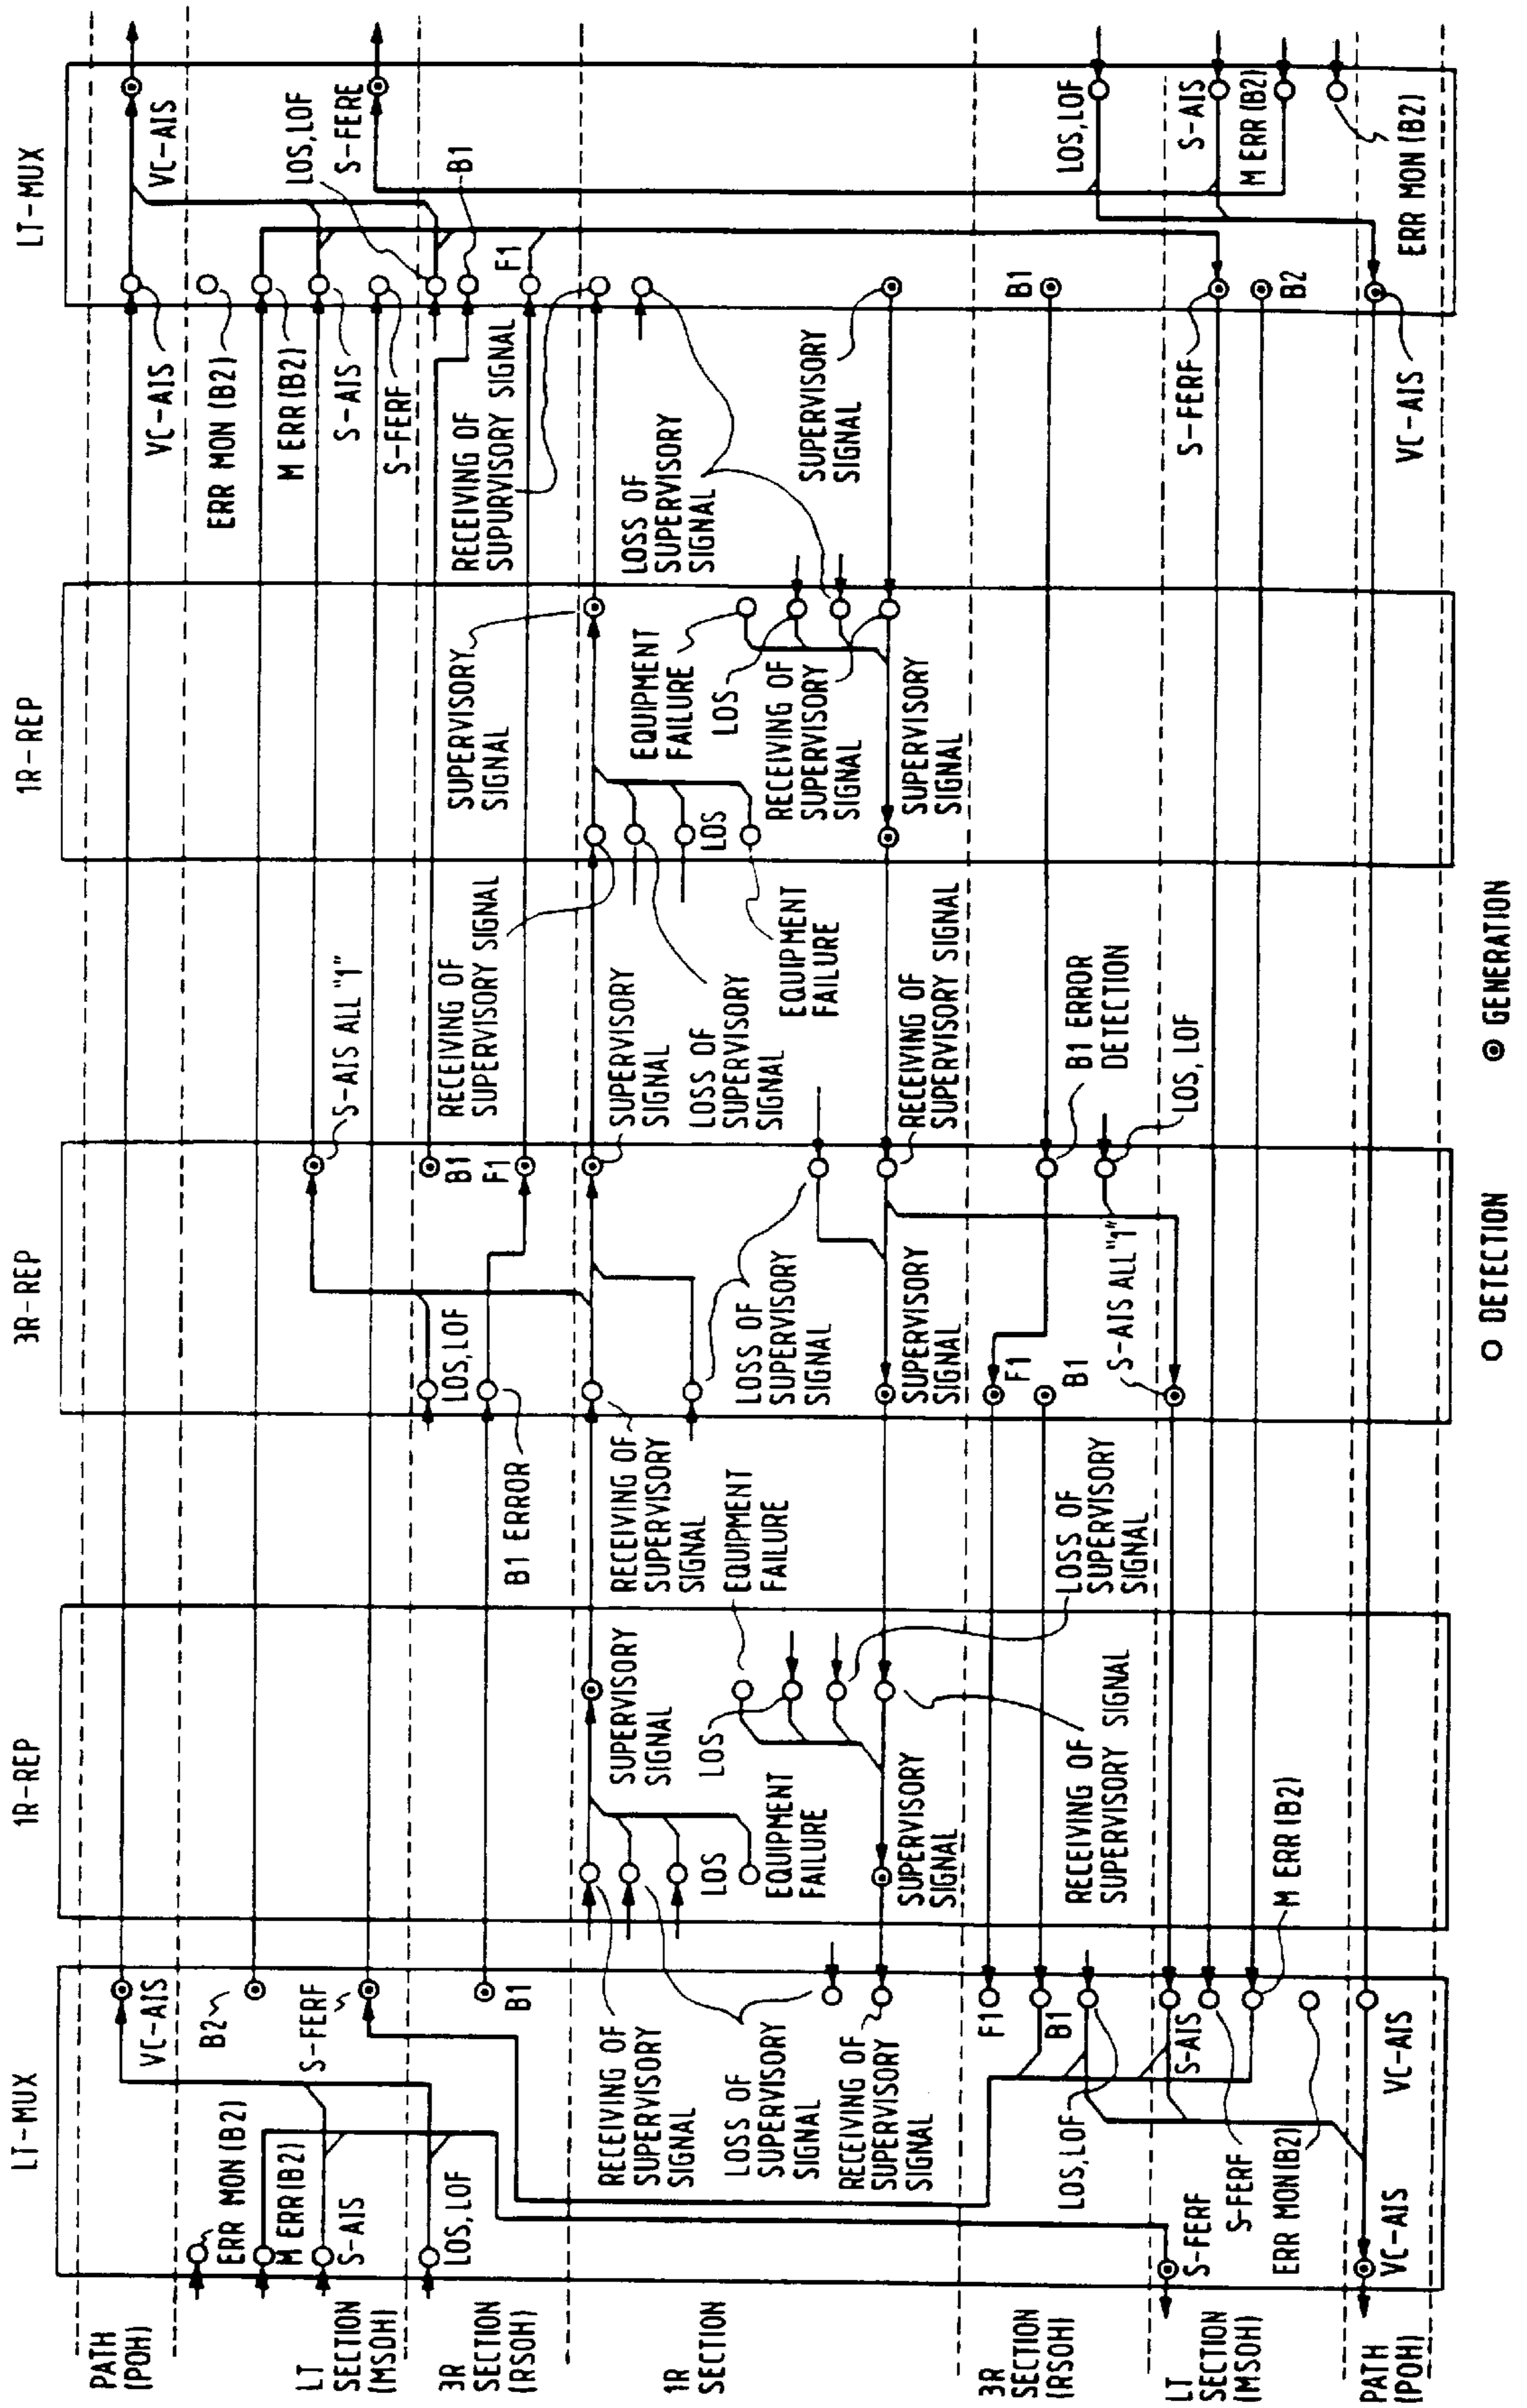 LT-MUX
1R-REP
3R-REP
1R-REP
LT-MUX
PATH
(POH)
LT
SECTION
(MSOH)
3R
SECTION
(RSOH)
1R
SECTION
3R
SECTION
(RSOH)
LT
SECTION
(MSOH)
PATH
(POH)
ERR MON (B2)
M ERR(B2)
S-AIS
LOS, LOF
VC-AIS
B2
S-FERF
B1
RECEIVING OF
SUPERVISORY
SIGNAL
LOSS OF
SUPERVISORY
SIGNAL
RECEIVING OF
SUPERVISORY
SIGNAL
F1
B1
LOS, LOF
S-AIS
S-FERF
S-FERF
ERR MON(B2)
VC-AIS
VC-AIS
M ERR(B2)
SUPERVISORY
SIGNAL
LOS
EQUIPMENT
FAILURE
LOS
EQUIPMENT
FAILURE
SUPERVISORY
SIGNAL
RECEIVING OF
SUPERVISORY SIGNAL
LOSS OF
SUPERVISORY
SIGNAL
B1 ERROR
RECEIVING OF
SUPERVISORY
SIGNAL
LOS, LOF
LOSS OF
SUPERVISORY
SIGNAL
SUPERVISORY
SIGNAL
F1
B1
S-AIS ALL "1"
B1
F1
S-AIS ALL "1"
RECEIVING OF
SUPERVISORY SIGNAL
SUPERVISORY
SIGNAL
LOSS OF
SUPERVISORY
SIGNAL
EQUIPMENT
FAILURE
RECEIVING OF
SUPERVISORY SIGNAL
B1 ERROR
DETECTION
LOS, LOF
SUPERVISORY
SIGNAL
LOS
EQUIPMENT
FAILURE
LOS
RECEIVING OF
SUPERVISORY
SIGNAL
SUPERVISORY
SIGNAL
VC-AIS
ERR MON (B2)
M ERR(B2)
S-AIS
S-FERF
RECEIVING OF
SUPURVISORY SIGNAL
LOSS OF
SUPERVISORY
SIGNAL
SUPERVISORY
SIGNAL
S-FERF
VC-AIS
VC-AIS
LOS, LOF
S-FERE
B1
F1
B1
B2
LOS, LOF
S-AIS
M ERR (B2)
ERR MON (B2)
DETECTION
GENERATION